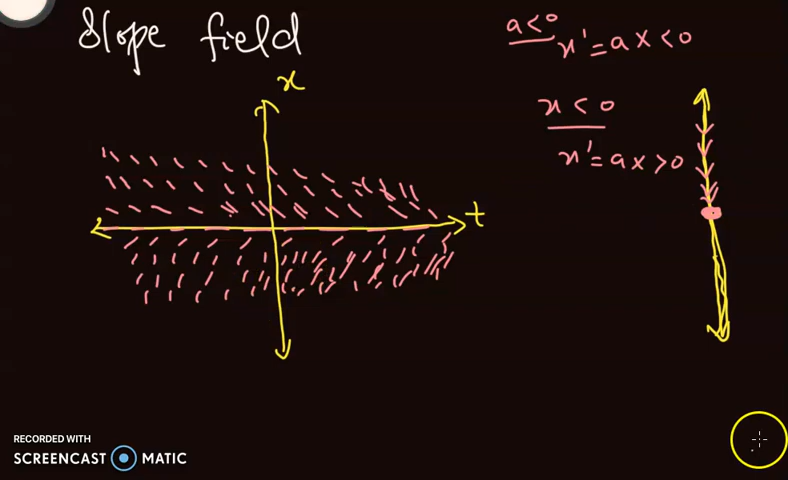 Slope field
a<0
x'=ax<0
x
x<0
x'=ax>0
t
RECORDED WITH
SCREENCAST MATIC